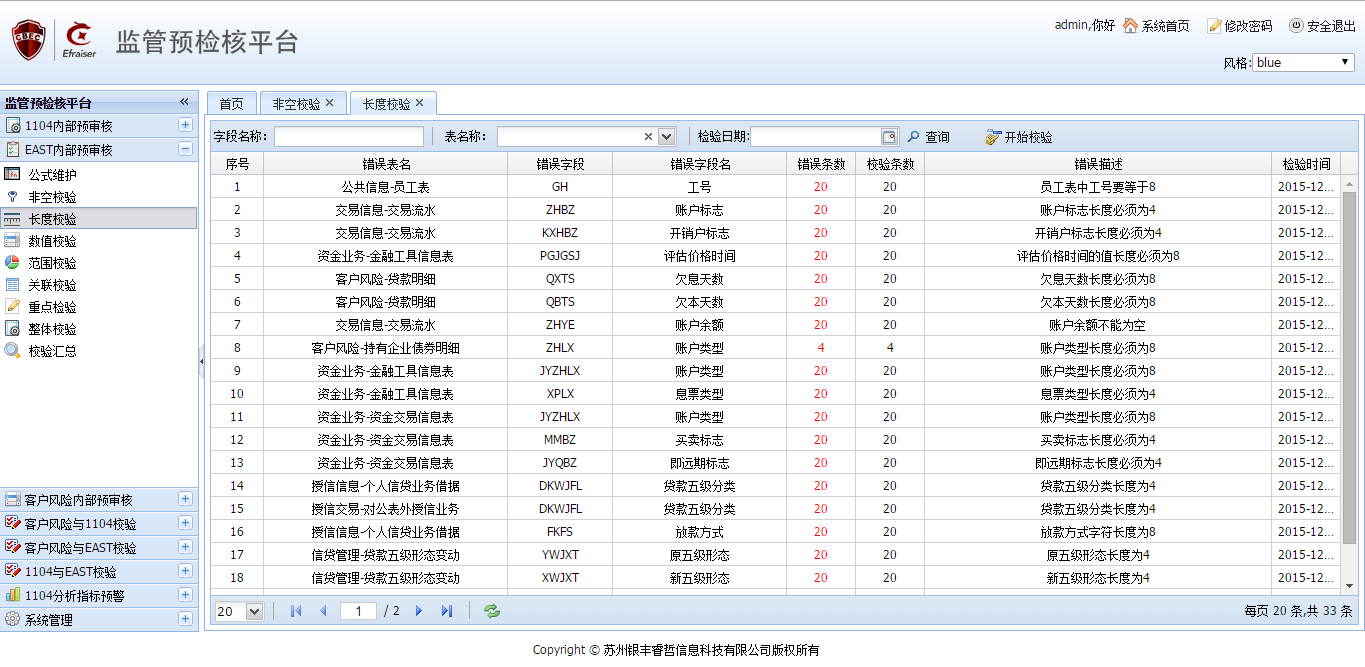 CBEC
Efraiser
监管预检核平台
admin,你好 系统首页 修改密码 安全退出
风格: blue
监管预检核平台
1104内部预审核
EAST内部预审核
公式维护
非空校验
长度校验
数值校验
范围校验
关联校验
重点检验
整体校验
校验汇总
客户风险内部预审核
客户风险与1104校验
客户风险与EAST校验
1104与EAST校验
1104分析指标预警
系统管理
首页 非空校验 长度校验
字段名称: 表名称: 检验日期: 查询 开始校验
序号 错误表名 错误字段 错误字段名 错误条数 校验条数 错误描述 检验时间
1 公共信息-员工表 GH 工号 20 20 员工表中工号要等于8 2015-12...
2 交易信息-交易流水 ZHBZ 账户标志 20 20 账户标志长度必须为4 2015-12...
3 交易信息-交易流水 KXHBZ 开销户标志 20 20 开销户标志长度必须为4 2015-12...
4 资金业务-金融工具信息表 PGJGSJ 评估价格时间 20 20 评估价格时间的值长度必须为8 2015-12...
5 客户风险-贷款明细 QXTS 欠息天数 20 20 欠息天数长度必须为8 2015-12...
6 客户风险-贷款明细 QBTS 欠本天数 20 20 欠本天数长度必须为8 2015-12...
7 交易信息-交易流水 ZHYE 账户余额 20 20 账户余额不能为空 2015-12...
8 客户风险-持有企业债券明细 ZHLX 账户类型 4 4 账户类型长度必须为8 2015-12...
9 资金业务-金融工具信息表 JYZHLX 账户类型 20 20 账户类型长度必须为8 2015-12...
10 资金业务-金融工具信息表 XPLX 息票类型 20 20 息票类型长度必须为4 2015-12...
11 资金业务-资金交易信息表 JYZHLX 账户类型 20 20 账户类型长度必须为8 2015-12...
12 资金业务-资金交易信息表 MMBZ 买卖标志 20 20 买卖标志长度必须为4 2015-12...
13 资金业务-资金交易信息表 JYQBZ 即远期标志 20 20 即远期标志长度必须为4 2015-12...
14 授信信息-个人信贷业务借据 DKWJFL 贷款五级分类 20 20 贷款五级分类长度为4 2015-12...
15 授信交易-对公表外授信业务 DKWJFL 贷款五级分类 20 20 贷款五级分类长度为4 2015-12...
16 授信信息-个人信贷业务借据 FKFS 放款方式 20 20 放款方式字符长度为8 2015-12...
17 信贷管理-贷款五级形态变动 YWJXT 原五级形态 20 20 原五级形态长度为4 2015-12...
18 信贷管理-贷款五级形态变动 XWJXT 新五级形态 20 20 新五级形态长度为4 2015-12...
20 1 / 2 每页 20 条,共 33 条
Copyright © 苏州银丰睿哲信息科技有限公司版权所有